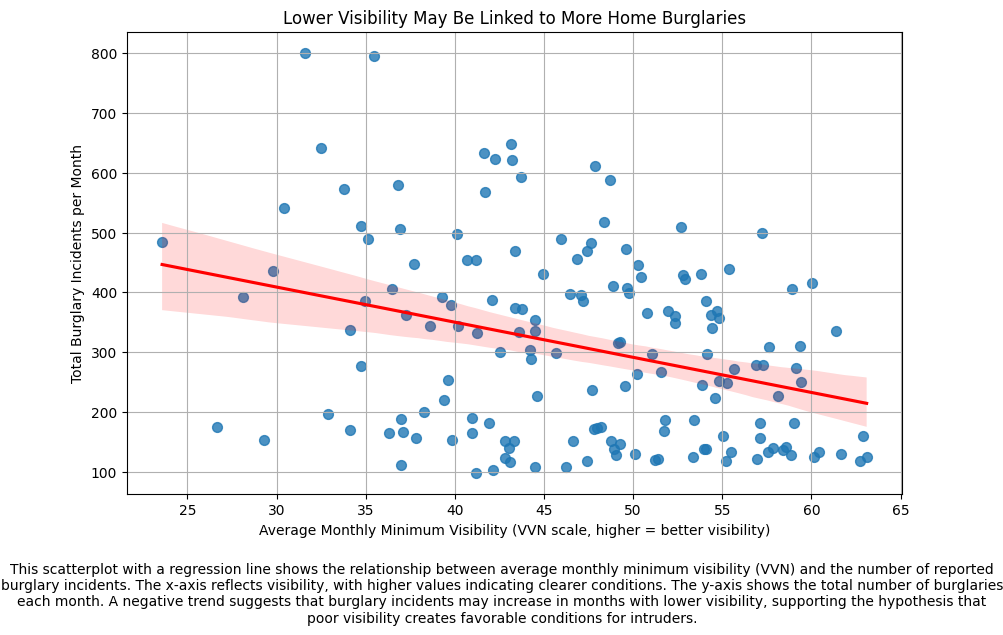 Lower Visibility May Be Linked to More Home Burglaries
800
700
600
500
400
300
200
100
Total Burglary Incidents per Month
25 30 35 40 45 50 55 60 65
Average Monthly Minimum Visibility (VVN scale, higher = better visibility)
This scatterplot with a regression line shows the relationship between average monthly minimum visibility (VVN) and the number of reported
burglary incidents. The x-axis reflects visibility, with higher values indicating clearer conditions. The y-axis shows the total number of burglaries
each month. A negative trend suggests that burglary incidents may increase in months with lower visibility, supporting the hypothesis that
poor visibility creates favorable conditions for intruders.